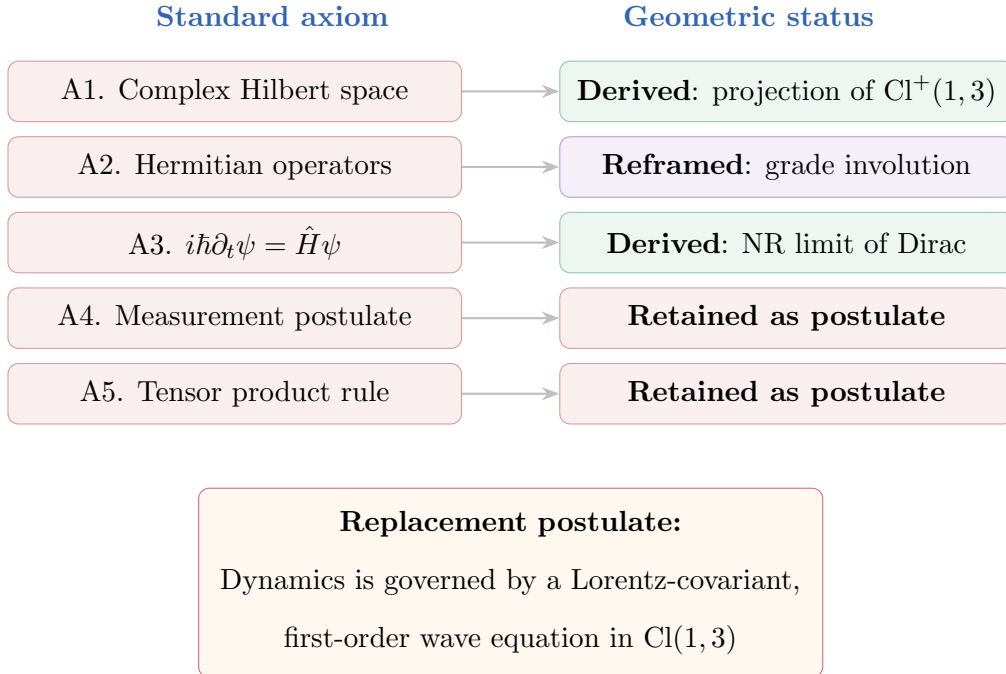 Standard axiom Geometric status
A1. Complex Hilbert space Derived: projection of Cl⁺(1, 3)
A2. Hermitian operators Reframed: grade involution
A3. iℏ∂ₜψ = Ĥψ Derived: NR limit of Dirac
A4. Measurement postulate Retained as postulate
A5. Tensor product rule Retained as postulate
Replacement postulate:
Dynamics is governed by a Lorentz-covariant,
first-order wave equation in Cl(1, 3)